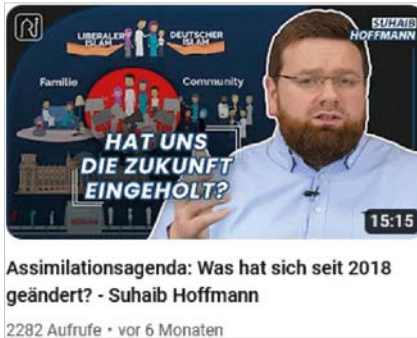 SUHAIB
HOFFMANN
LIBERALER
ISLAM
DEUTSCHER
ISLAM
Familie
Community
HAT UNS
DIE ZUKUNFT
EINGEHOLT?
15:15
Assimilationsagenda: Was hat sich seit 2018
geändert? - Suhaib Hoffmann
2282 Aufrufe • vor 6 Monaten